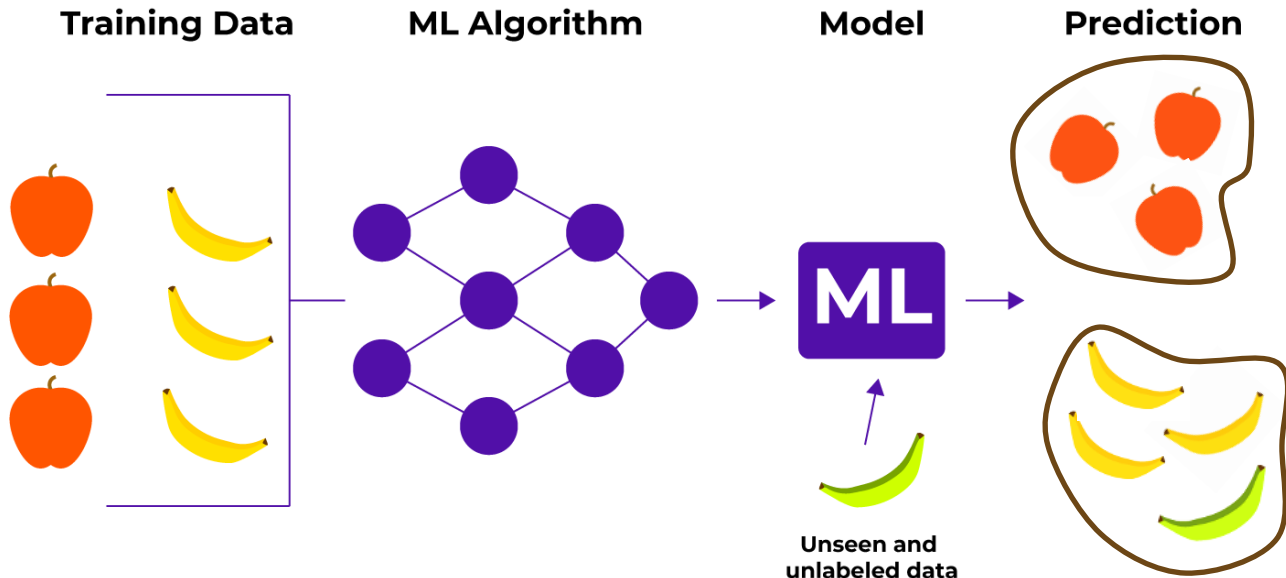 Training Data
ML Algorithm
Model
Prediction
ML
Unseen and
unlabeled data